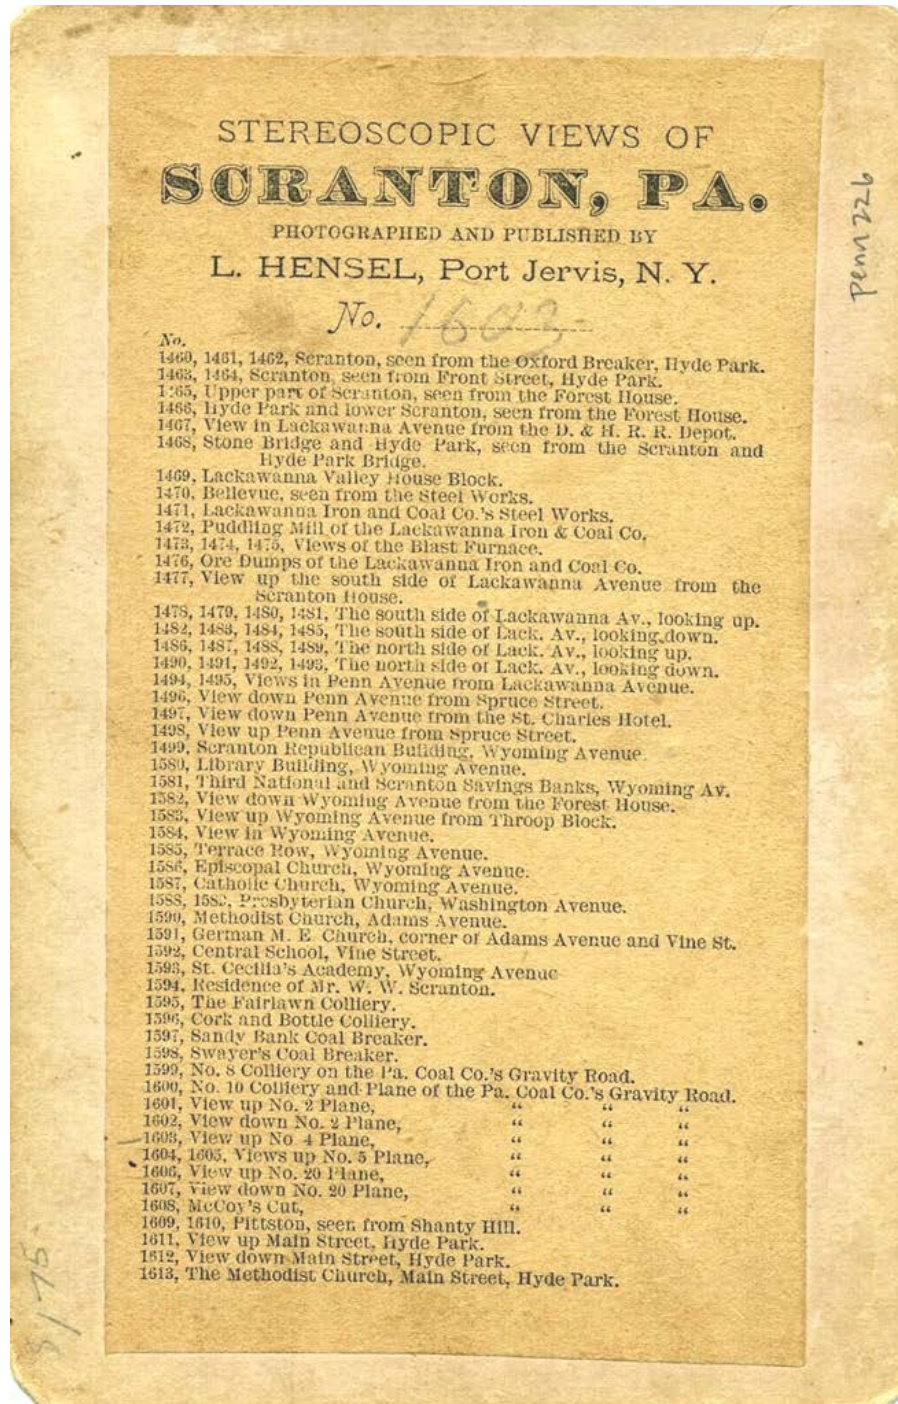 STEREOSCOPIC VIEWS OF
SCRANTON, PA.
PHOTOGRAPHED AND PUBLISHED BY
L. HENSEL, Port Jervis, N. Y.
No. 1603
No.
1460, 1461, 1462, Scranton, seen from the Oxford Breaker, Hyde Park.
1463, 1464, Scranton, seen from Front Street, Hyde Park.
1465, Upper part of Scranton, seen from the Forest House.
1466, Hyde Park and lower Scranton, seen from the Forest House.
1467, View in Lackawanna Avenue from the D. & H. R. R. Depot.
1468, Stone Bridge and Hyde Park, seen from the Scranton and
Hyde Park Bridge.
1469, Lackawanna Valley House Block.
1470, Bellevue, seen from the Steel Works.
1471, Lackawanna Iron and Coal Co.'s Steel Works.
1472, Puddling Mill of the Lackawanna Iron & Coal Co.
1473, 1474, 1475, Views of the Blast Furnace.
1476, Ore Dumps of the Lackawanna Iron and Coal Co.
1477, View up the south side of Lackawanna Avenue from the
Scranton House.
1478, 1479, 1480, 1481, The south side of Lackawanna Av., looking up.
1482, 1483, 1484, 1485, The south side of Lack. Av., looking down.
1486, 1487, 1488, 1489, The north side of Lack. Av., looking up.
1490, 1491, 1492, 1493, The north side of Lack. Av., looking down.
1494, 1495, Views in Penn Avenue from Lackawanna Avenue.
1496, View down Penn Avenue from Spruce Street.
1497, View down Penn Avenue from the St. Charles Hotel.
1498, View up Penn Avenue from Spruce Street.
1499, Scranton Republican Building, Wyoming Avenue
1580, Library Building, Wyoming Avenue.
1581, Third National and Scranton Savings Banks, Wyoming Av.
1582, View down Wyoming Avenue from the Forest House.
1583, View up Wyoming Avenue from Throop Block.
1584, View in Wyoming Avenue.
1585, Terrace Row, Wyoming Avenue.
1586, Episcopal Church, Wyoming Avenue.
1587, Catholic Church, Wyoming Avenue.
1588, 1589, Presbyterian Church, Washington Avenue.
1590, Methodist Church, Adams Avenue.
1591, German M. E. Church, corner of Adams Avenue and Vine St.
1592, Central School, Vine Street.
1593, St. Cecilia's Academy, Wyoming Avenue
1594, Residence of Mr. W. W. Scranton.
1595, The Fairlawn Colliery.
1596, Cork and Bottle Colliery.
1597, Sandy Bank Coal Breaker.
1598, Swayer's Coal Breaker.
1599, No. 8 Colliery on the Pa. Coal Co.'s Gravity Road.
1600, No. 10 Colliery and Plane of the Pa. Coal Co.'s Gravity Road.
1601, View up No. 2 Plane, “ “ “
1602, View down No. 2 Plane, “ “ “
1603, View up No 4 Plane, “ “ “
1604, 1605, Views up No. 5 Plane, “ “ “
1606, View up No. 20 Plane, “ “ “
1607, View down No. 20 Plane, “ “ “
1608, McCoy's Cut, “ “ “
1609, 1610, Pittston, seen from Shanty Hill.
1611, View up Main Street, Hyde Park.
1612, View down Main Street, Hyde Park.
1613, The Methodist Church, Main Street, Hyde Park.
Penn 226